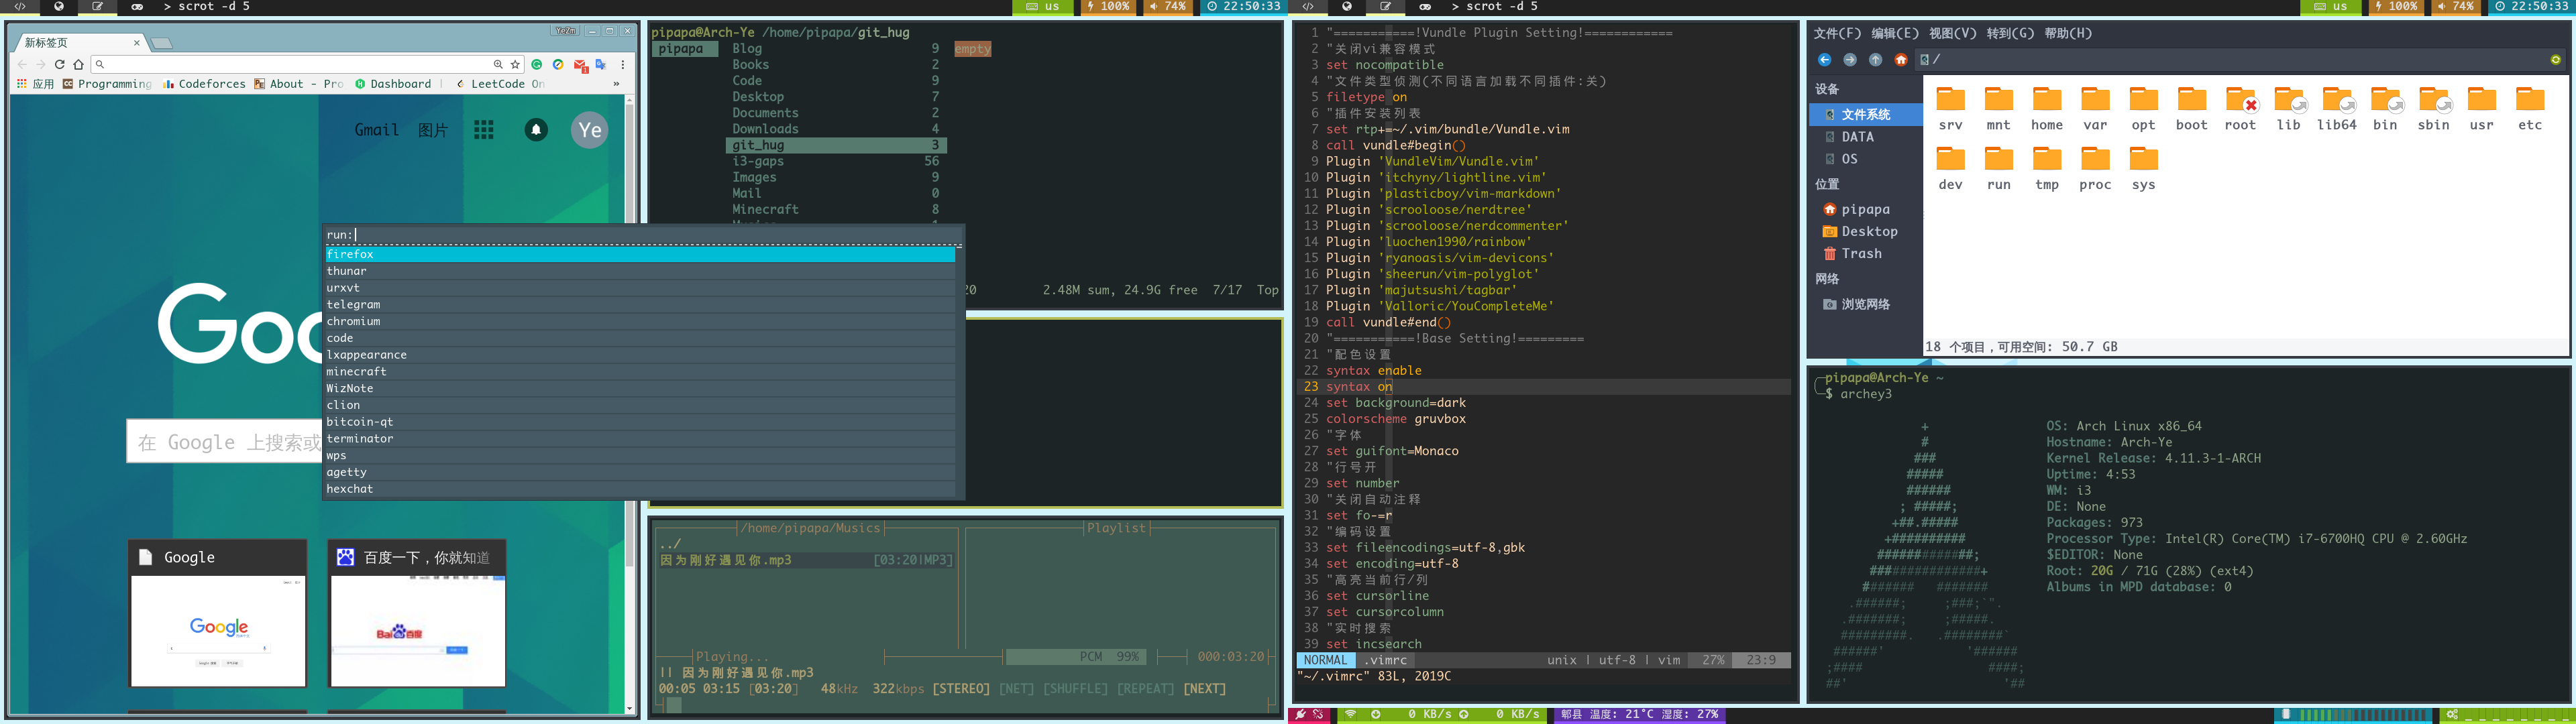 > scrot -d 5
us
100%
74%
22:50:33
> scrot -d 5
us
100%
74%
22:50:33
YeZm
新标签页
应用 Programming Codeforces About - Pro Dashboard LeetCode On »
Gmail 图片 Ye
Goo
在 Google 上搜索或
Google
百度一下，你就知道
Google
Bai 百度
run:
firefox
thunar
urxvt
telegram
chromium
code
lxappearance
minecraft
WizNote
clion
bitcoin-qt
terminator
wps
agetty
hexchat
pipapa@Arch-Ye /home/pipapa/git_hug
pipapa
Blog 9 empty
Books 2
Code 9
Desktop 7
Documents 2
Downloads 4
git_hug 3
i3-gaps 56
Images 9
Mail 0
Minecraft 8
20 2.48M sum, 24.9G free 7/17 Top
/home/pipapa/Musics
Playlist
../
因为刚好遇见你.mp3 [03:20|MP3]
Playing...
PCM 99%
000:03:20
|| 因为刚好遇见你.mp3
00:05 03:15 [03:20] 48kHz 322kbps [STEREO] [NET] [SHUFFLE] [REPEAT] [NEXT]
1 "===========!Vundle Plugin Setting!============
2 "关闭vi兼容模式
3 set nocompatible
4 "文件类型侦测(不同语言加载不同插件:关)
5 filetype on
6 "插件安装列表
7 set rtp+=~/.vim/bundle/Vundle.vim
8 call vundle#begin()
9 Plugin 'VundleVim/Vundle.vim'
10 Plugin 'itchyny/lightline.vim'
11 Plugin 'plasticboy/vim-markdown'
12 Plugin 'scrooloose/nerdtree'
13 Plugin 'scrooloose/nerdcommenter'
14 Plugin 'luochen1990/rainbow'
15 Plugin 'ryanoasis/vim-devicons'
16 Plugin 'sheerun/vim-polyglot'
17 Plugin 'majutsushi/tagbar'
18 Plugin 'Valloric/YouCompleteMe'
19 call vundle#end()
20 "===========!Base Setting!=========
21 "配色设置
22 syntax enable
23 syntax on
24 set background=dark
25 colorscheme gruvbox
26 "字体
27 set guifont=Monaco
28 "行号开
29 set number
30 "关闭自动注释
31 set fo-=r
32 "编码设置
33 set fileencodings=utf-8,gbk
34 set encoding=utf-8
35 "高亮当前行/列
36 set cursorline
37 set cursorcolumn
38 "实时搜索
39 set incsearch
NORMAL .vimrc unix | utf-8 | vim 27% 23:9
"~/.vimrc" 83L, 2019C
文件(F) 编辑(E) 视图(V) 转到(G) 帮助(H)
/
设备
文件系统
DATA
OS
位置
pipapa
Desktop
Trash
网络
浏览网络
srv mnt home var opt boot root lib lib64 bin sbin usr etc
dev run tmp proc sys
18 个项目，可用空间: 50.7 GB
pipapa@Arch-Ye ~
$ archey3
+
#
###
#####
######
; #####;
+##.#####
+##########
#############;
###############+
####### #######
.######; ;###;`".
.#######; ;#####.
#########. .########`
######' '######
;#### ####;
##' '##
OS: Arch Linux x86_64
Hostname: Arch-Ye
Kernel Release: 4.11.3-1-ARCH
Uptime: 4:53
WM: i3
DE: None
Packages: 973
Processor Type: Intel(R) Core(TM) i7-6700HQ CPU @ 2.60GHz
$EDITOR: None
Root: 20G / 71G (28%) (ext4)
Albums in MPD database: 0
0 KB/s 0 KB/s
郫县 温度: 21°C 湿度: 27%